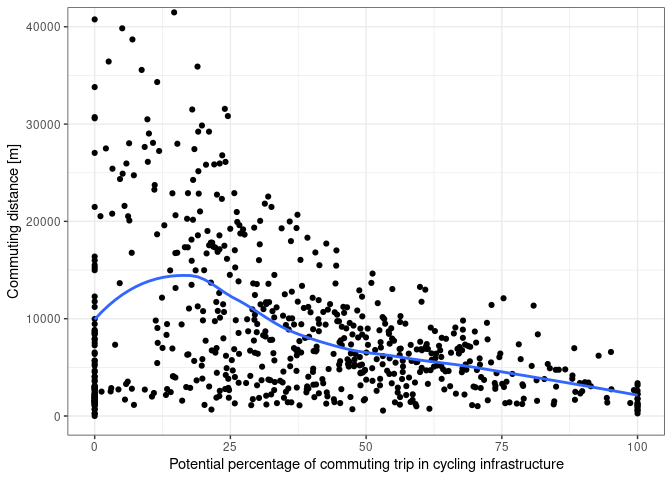 40000
30000
20000
10000
0
Commuting distance [m]
0 25 50 75 100
Potential percentage of commuting trip in cycling infrastructure